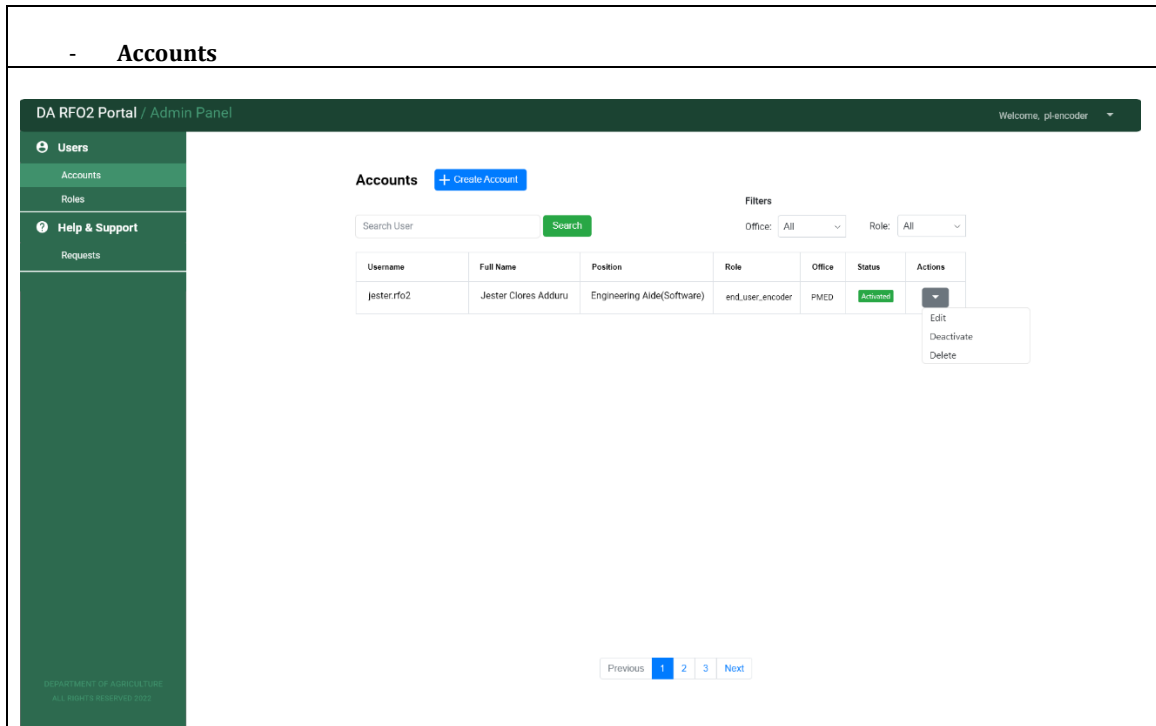 - Accounts
DA RFO2 Portal / Admin Panel
Welcome, pl-encoder
Users
Accounts
Roles
Help & Support
Requests
Accounts
+ Create Account
Filters
Search User
Search
Office: All
Role: All
Username Full Name Position Role Office Status Actions
jester.rfo2 Jester Clores Adduru Engineering Aide(Software) end_user_encoder PMED Activated
Edit
Deactivate
Delete
Previous 1 2 3 Next
DEPARTMENT OF AGRICULTURE
ALL RIGHTS RESERVED 2022